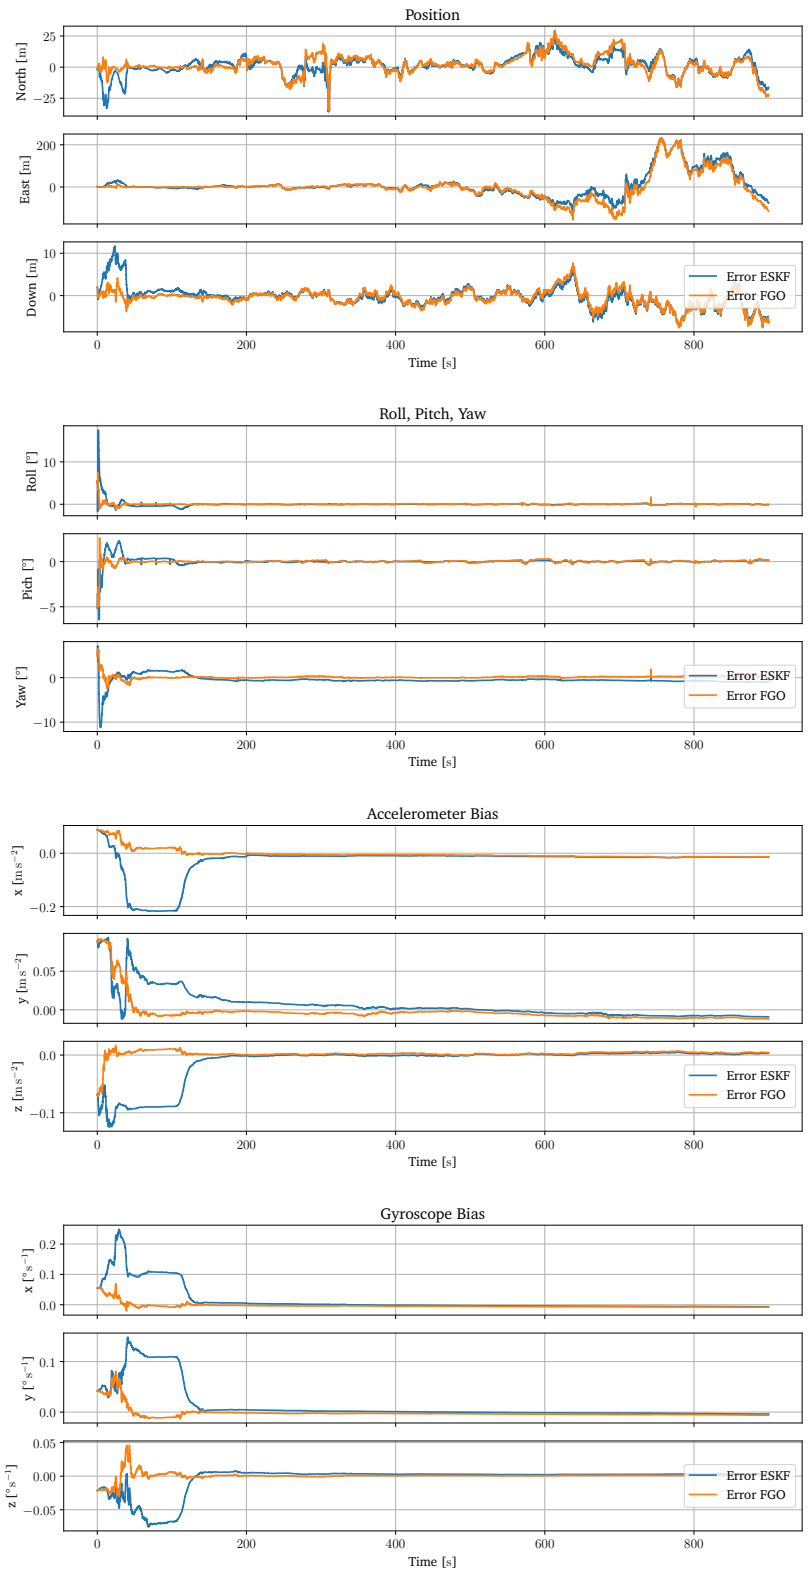 Position
North [m]
25
0
−25
East [m]
200
0
Down [m]
10
0
Error ESKF
Error FGO
0
200
400
600
800
Time [s]
Roll, Pitch, Yaw
Roll [°]
10
0
Pich [°]
0
−5
Yaw [°]
0
−10
Error ESKF
Error FGO
0
200
400
600
800
Time [s]
Accelerometer Bias
x [m s⁻²]
0.0
−0.2
y [m s⁻²]
0.05
0.00
z [m s⁻²]
0.0
−0.1
Error ESKF
Error FGO
0
200
400
600
800
Time [s]
Gyroscope Bias
x [° s⁻¹]
0.2
0.1
0.0
y [° s⁻¹]
0.1
0.0
z [° s⁻¹]
0.05
0.00
−0.05
Error ESKF
Error FGO
0
200
400
600
800
Time [s]